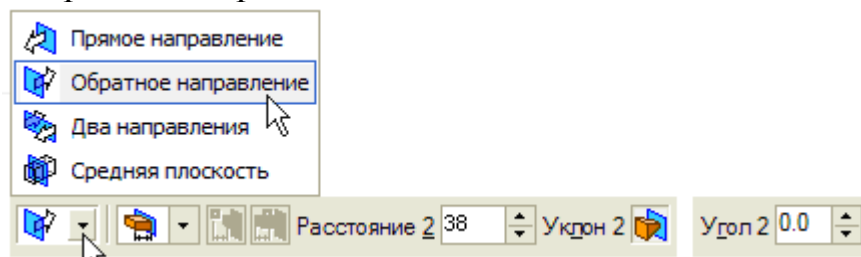 Прямое направление
Обратное направление
Два направления
Средняя плоскость
Расстояние 2 38 Уклон 2 Угол 2 0.0